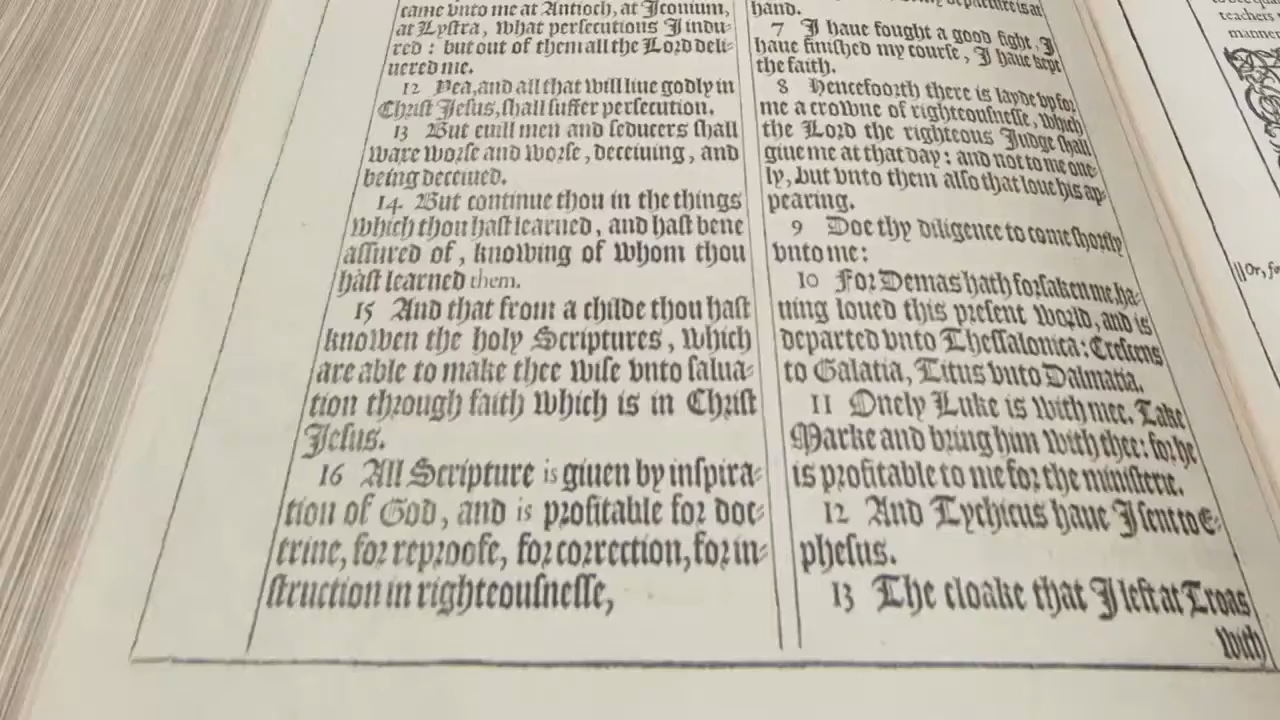 came vnto me at Antioch, at Iconium,
at Lystra, what persecutions I indu-
red : but out of them all the Lord deli-
uered me.
12 Yea, and all that will liue godly in
Christ Iesus, shall suffer persecution.
13 But euill men and seducers shall
ware worse and worse, deceiuing, and
being deceiued.
14 But continue thou in the things
which thou hast learned, and hast bene
assured of, knowing of whom thou
hast learned them.
15 And that from a childe thou hast
knowen the holy Scriptures, which
are able to make thee wise vnto salua-
tion through faith which is in Christ
Iesus.
16 All Scripture is giuen by inspira-
tion of God, and is profitable for doc-
trine, for reproofe, for correction, for in-
struction in righteousnesse,
my departure is at
hand.
7 I haue fought a good fight, I
haue finished my course, I haue kept
the faith.
8 Hencefoorth there is layde vp for
me a crowne of righteousnesse, which
the Lord the righteous Iudge shall
giue me at that day : and not to me one-
ly, but vnto them also that loue his ap-
pearing.
9 Doe thy diligence to come shortly
vnto me :
10 For Demas hath forsaken me, ha-
uing loued this present world, and is
departed vnto Thessalonica : Crescens
to Galatia, Titus vnto Dalmatia.
11 Onely Luke is with mee. Take
Marke and bring him with thee : for he
is profitable to me for the ministerie.
12 And Tychicus haue I sent to E-
phesus.
13 The cloake that I left at Troas
with
teachers
manner
|| Or, fo